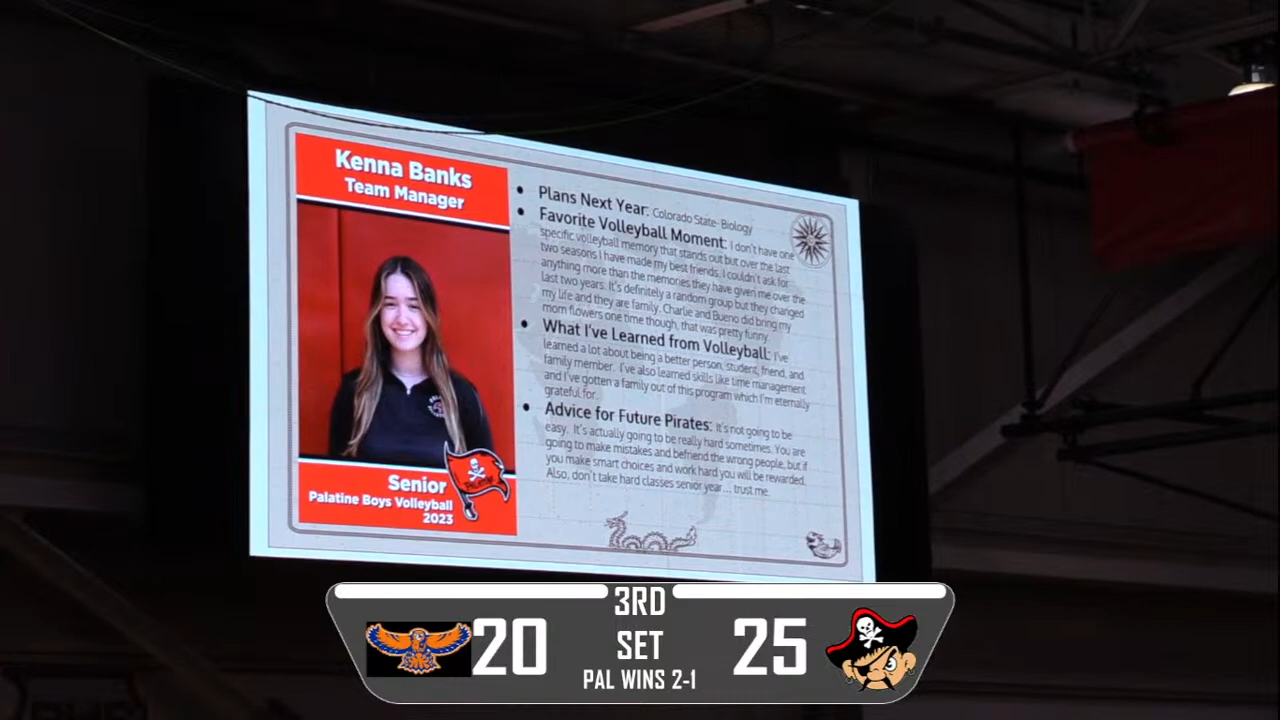 Kenna Banks
Team Manager
Senior
Palatine Boys Volleyball
2023
• Plans Next Year: Colorado State- Biology
• Favorite Volleyball Moment: I don't have one
specific volleyball memory that stands out but over the last
two seasons I have made my best friends. I couldn't ask for
anything more than the memories they have given me over the
last two years. It's definitely a random group but they changed
my life and they are family. Charlie and Bueno did bring my
mom flowers one time though, that was pretty funny.
• What I've Learned from Volleyball: I've
learned a lot about being a better person, student, friend, and
family member. I've also learned skills like time management
and I've gotten a family out of this program which I'm eternally
grateful for.
• Advice for Future Pirates: It's not going to be
easy. It's actually going to be really hard sometimes. You are
going to make mistakes and befriend the wrong people, but if
you make smart choices and work hard you will be rewarded.
Also, don't take hard classes senior year... trust me.
20
3RD
SET
PAL WINS 2-1
25